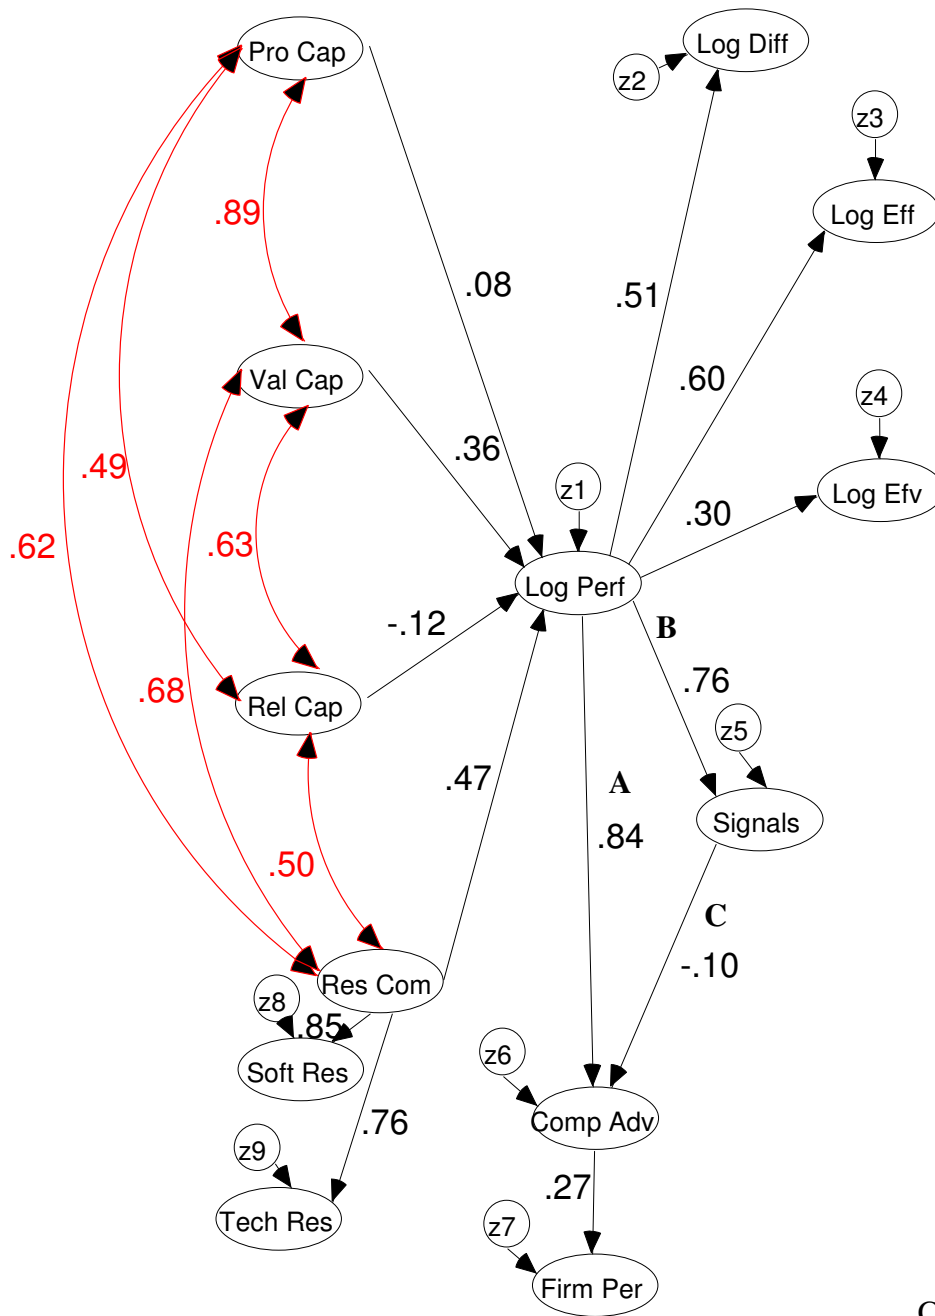 Pro Cap
Log Diff
z2
z3
.89
Log Eff
.08
.51
Val Cap
.60
z4
.36
.49
z1
Log Efv
.30
.62
.63
Log Perf
-.12
B
.68
Rel Cap
.76
z5
.47
A
.84
Signals
.50
C
-.10
Res Com
z8
.85
Soft Res
z6
Comp Adv
.76
z9
.27
Tech Res
z7
Firm Per